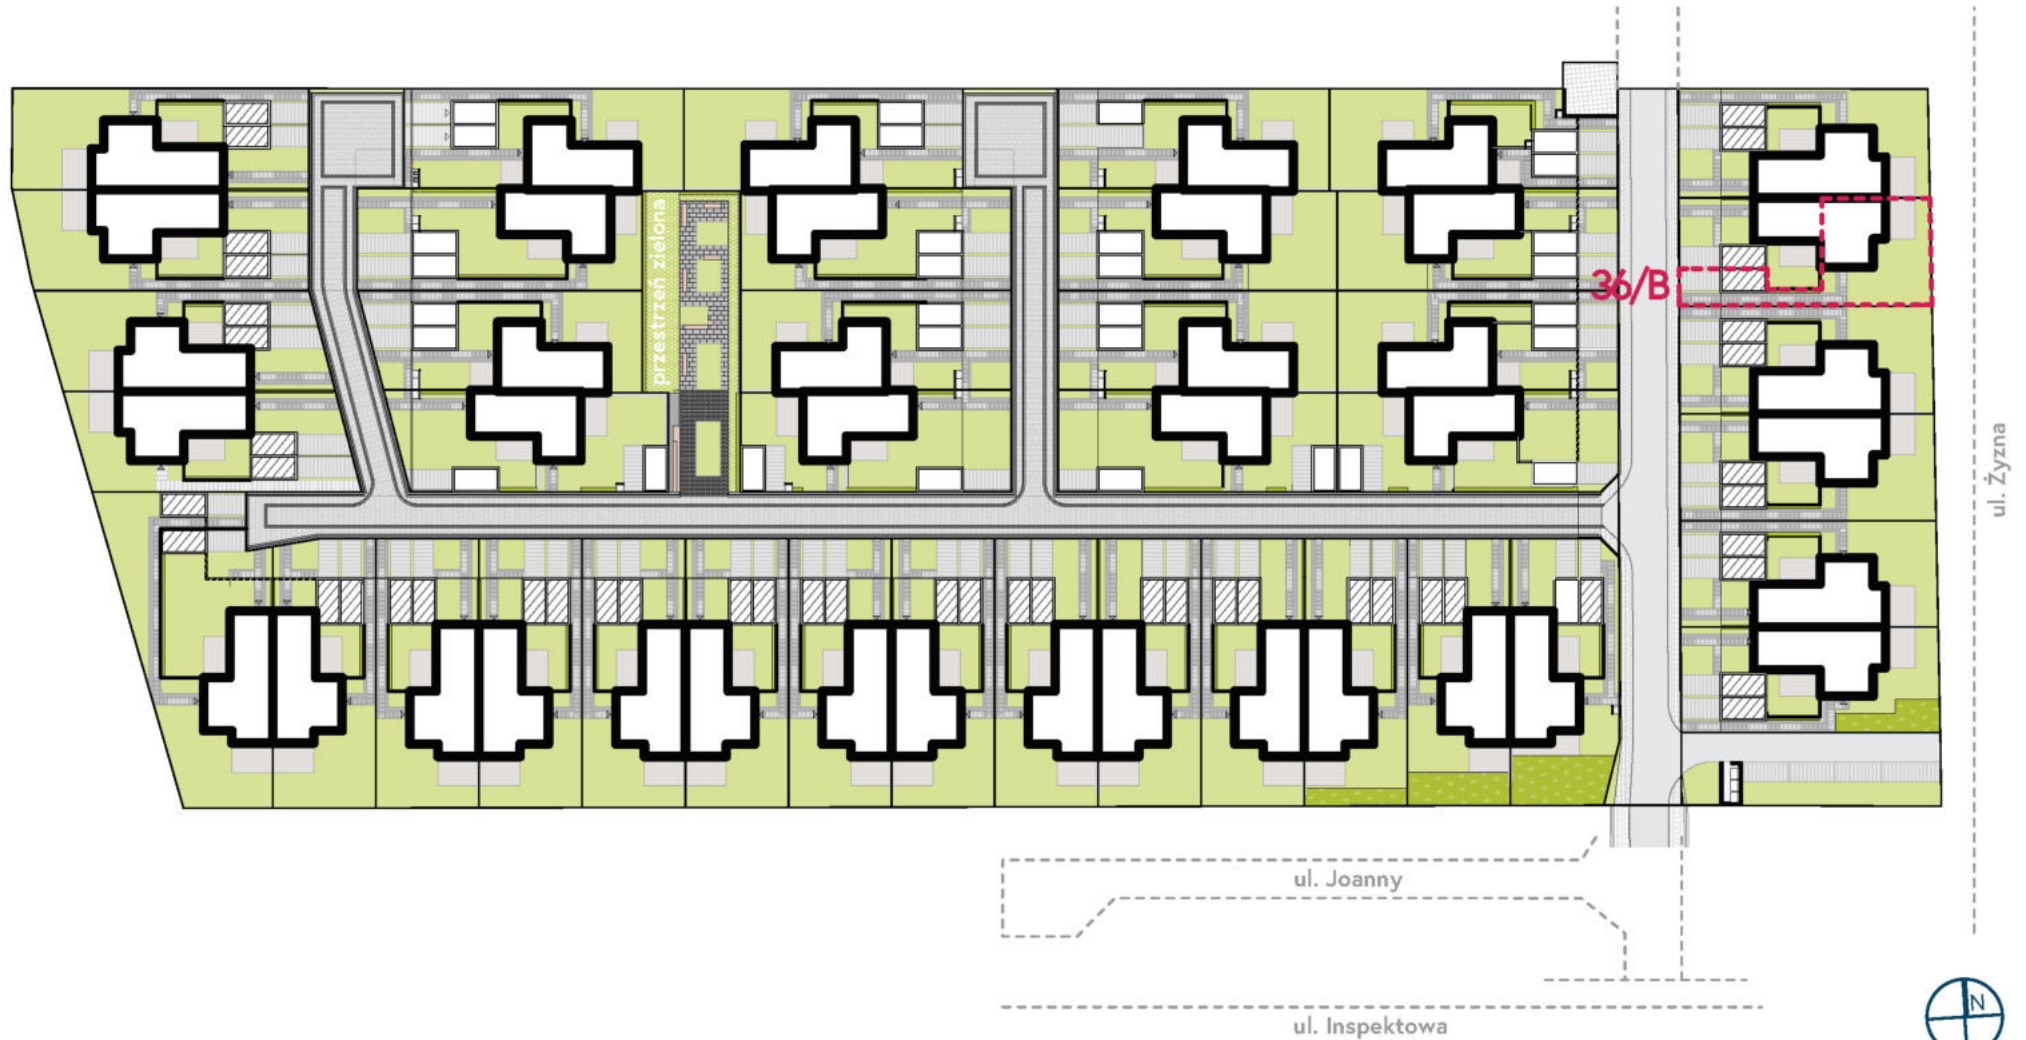 przestrzeń zielona
36/B
ul. Żyzna
ul. Joanny
ul. Inspektowa
N